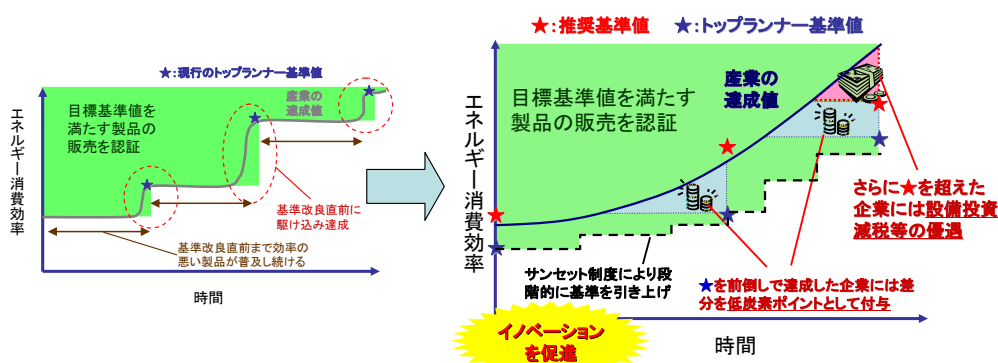 ★:現行のトップランナー基準値
エネルギー消費効率
目標基準値を
満たす製品の
販売を認証
産業の
達成値
基準改良直前に
駆け込み達成
基準改良直前まで効率の
悪い製品が普及し続ける
時間
★:推奨基準値
★:トップランナー基準値
エネルギー消費効率
目標基準値を満たす
製品の販売を認証
産業の
達成値
さらに★を超えた
企業には設備投資
減税等の優遇
サンセット制度により段
階的に基準を引き上げ
★を前倒しで達成した企業には差
分を低炭素ポイントとして付与
イノベーション
を促進
時間